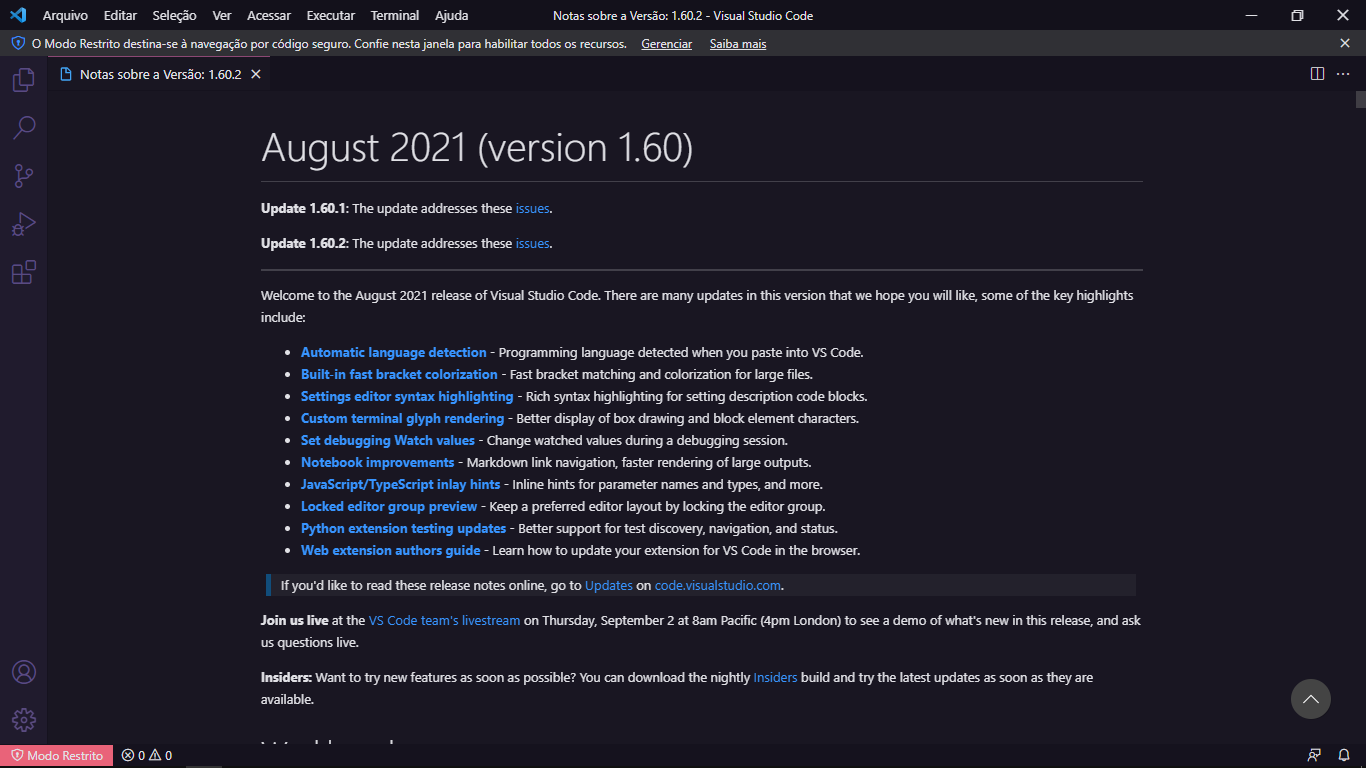 Arquivo Editar Seleção Ver Acessar Executar Terminal Ajuda Notas sobre a Versão: 1.60.2 - Visual Studio Code
O Modo Restrito destina-se à navegação por código seguro. Confie nesta janela para habilitar todos os recursos. Gerenciar Saiba mais
Notas sobre a Versão: 1.60.2
August 2021 (version 1.60)
Update 1.60.1: The update addresses these issues.
Update 1.60.2: The update addresses these issues.
Welcome to the August 2021 release of Visual Studio Code. There are many updates in this version that we hope you will like, some of the key highlights
include:
• Automatic language detection - Programming language detected when you paste into VS Code.
• Built-in fast bracket colorization - Fast bracket matching and colorization for large files.
• Settings editor syntax highlighting - Rich syntax highlighting for setting description code blocks.
• Custom terminal glyph rendering - Better display of box drawing and block element characters.
• Set debugging Watch values - Change watched values during a debugging session.
• Notebook improvements - Markdown link navigation, faster rendering of large outputs.
• JavaScript/TypeScript inlay hints - Inline hints for parameter names and types, and more.
• Locked editor group preview - Keep a preferred editor layout by locking the editor group.
• Python extension testing updates - Better support for test discovery, navigation, and status.
• Web extension authors guide - Learn how to update your extension for VS Code in the browser.
If you'd like to read these release notes online, go to Updates on code.visualstudio.com.
Join us live at the VS Code team's livestream on Thursday, September 2 at 8am Pacific (4pm London) to see a demo of what's new in this release, and ask
us questions live.
Insiders: Want to try new features as soon as possible? You can download the nightly Insiders build and try the latest updates as soon as they are
available.
Modo Restrito 0 0